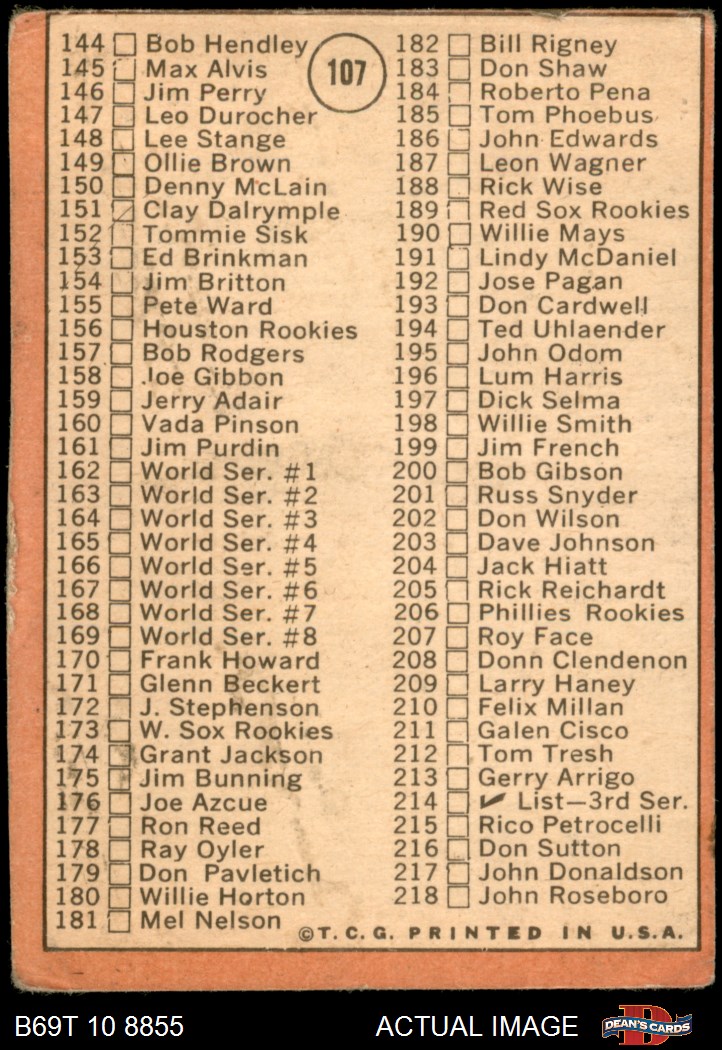 107
144 Bob Hendley
145 Max Alvis
146 Jim Perry
147 Leo Durocher
148 Lee Stange
149 Ollie Brown
150 Denny McLain
151 Clay Dalrymple
152 Tommie Sisk
153 Ed Brinkman
154 Jim Britton
155 Pete Ward
156 Houston Rookies
157 Bob Rodgers
158 Joe Gibbon
159 Jerry Adair
160 Vada Pinson
161 Jim Purdin
162 World Ser. #1
163 World Ser. #2
164 World Ser. #3
165 World Ser. #4
166 World Ser. #5
167 World Ser. #6
168 World Ser. #7
169 World Ser. #8
170 Frank Howard
171 Glenn Beckert
172 J. Stephenson
173 W. Sox Rookies
174 Grant Jackson
175 Jim Bunning
176 Joe Azcue
177 Ron Reed
178 Ray Oyler
179 Don Pavletich
180 Willie Horton
181 Mel Nelson
182 Bill Rigney
183 Don Shaw
184 Roberto Pena
185 Tom Phoebus
186 John Edwards
187 Leon Wagner
188 Rick Wise
189 Red Sox Rookies
190 Willie Mays
191 Lindy McDaniel
192 Jose Pagan
193 Don Cardwell
194 Ted Uhlaender
195 John Odom
196 Lum Harris
197 Dick Selma
198 Willie Smith
199 Jim French
200 Bob Gibson
201 Russ Snyder
202 Don Wilson
203 Dave Johnson
204 Jack Hiatt
205 Rick Reichardt
206 Phillies Rookies
207 Roy Face
208 Donn Clendenon
209 Larry Haney
210 Felix Millan
211 Galen Cisco
212 Tom Tresh
213 Gerry Arrigo
214 ✔ List—3rd Ser.
215 Rico Petrocelli
216 Don Sutton
217 John Donaldson
218 John Roseboro
©T.C.G. PRINTED IN U.S.A.
B69T 10 8855 ACTUAL IMAGE
DEAN'S CARDS